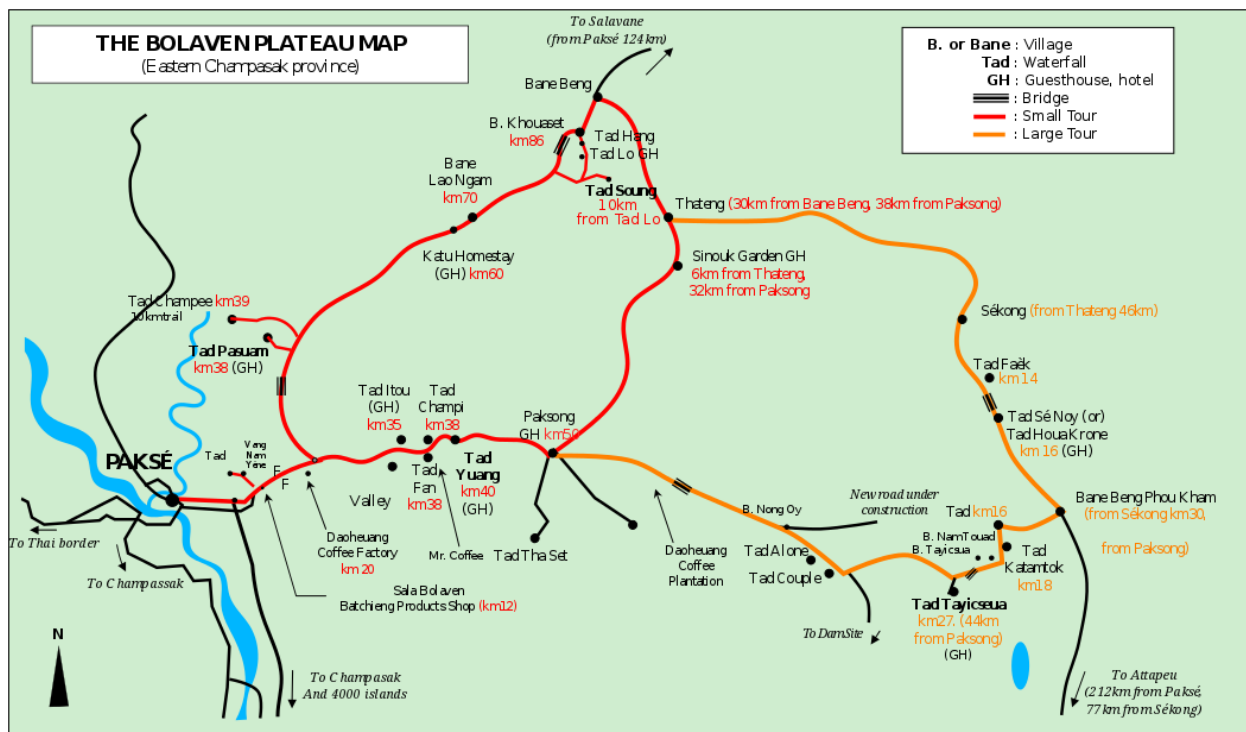 THE BOLAVEN PLATEAU MAP
(Eastern Champasak province)
To Salavane
(from Paksé 124km)
B. or Bane : Village
Tad : Waterfall
GH : Guesthouse, hotel
: Bridge
: Small Tour
: Large Tour
Bane Beng
B. Khouaset
km86
Tad Hang
Tad Lo GH
Bane
Lao Ngam
km70
Tad Soung
10km
from Tad Lo
Thateng (30km from Bane Beng, 38km from Paksong)
Katu Homestay
(GH) km60
Sinouk Garden GH
6km from Thateng,
32km from Paksong
Tad Champee km39
10kmtrail
Sékong (from Thateng 46km)
Tad Pasuam
km38 (GH)
Tad Faèk
km 14
Tad Itou
(GH)
km35
Tad
Champi
km38
Paksong
GH km50
Tad Sé Noy (or)
Tad Houa Krone
km 16 (GH)
PAKSÉ
Tad
Vang
Nam
Yéne
F
F
Valley
Tad
Fan
km38
Tad
Yuang
km40
(GH)
New road under
construction
B. Nong Oy
Tad km16
Bane Beng Phou Kham
(from Sékong km30,
from Paksong)
To Thai border
Daoheuang
Coffee Factory
km 20
Mr. Coffee
Tad Tha Set
Daoheuang
Coffee
Plantation
Tad Alone
Tad Couple
B. Nam Touad
B. Tayicsua
Tad
Katamtok
km18
To Champassak
Sala Bolaven
Batchieng Products Shop (km12)
Tad Tayicseua
km27. (44km
from Paksong)
(GH)
To Dam Site
N
To Champasak
And 4000 islands
To Attapeu
(212km from Paksé,
77km from Sékong)